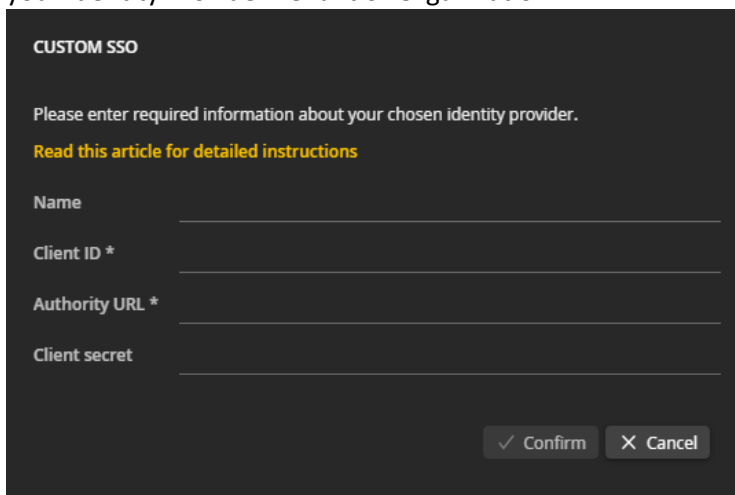 CUSTOM SSO
Please enter required information about your chosen identity provider.
Read this article for detailed instructions
Name
Client ID *
Authority URL *
Client secret
Confirm Cancel